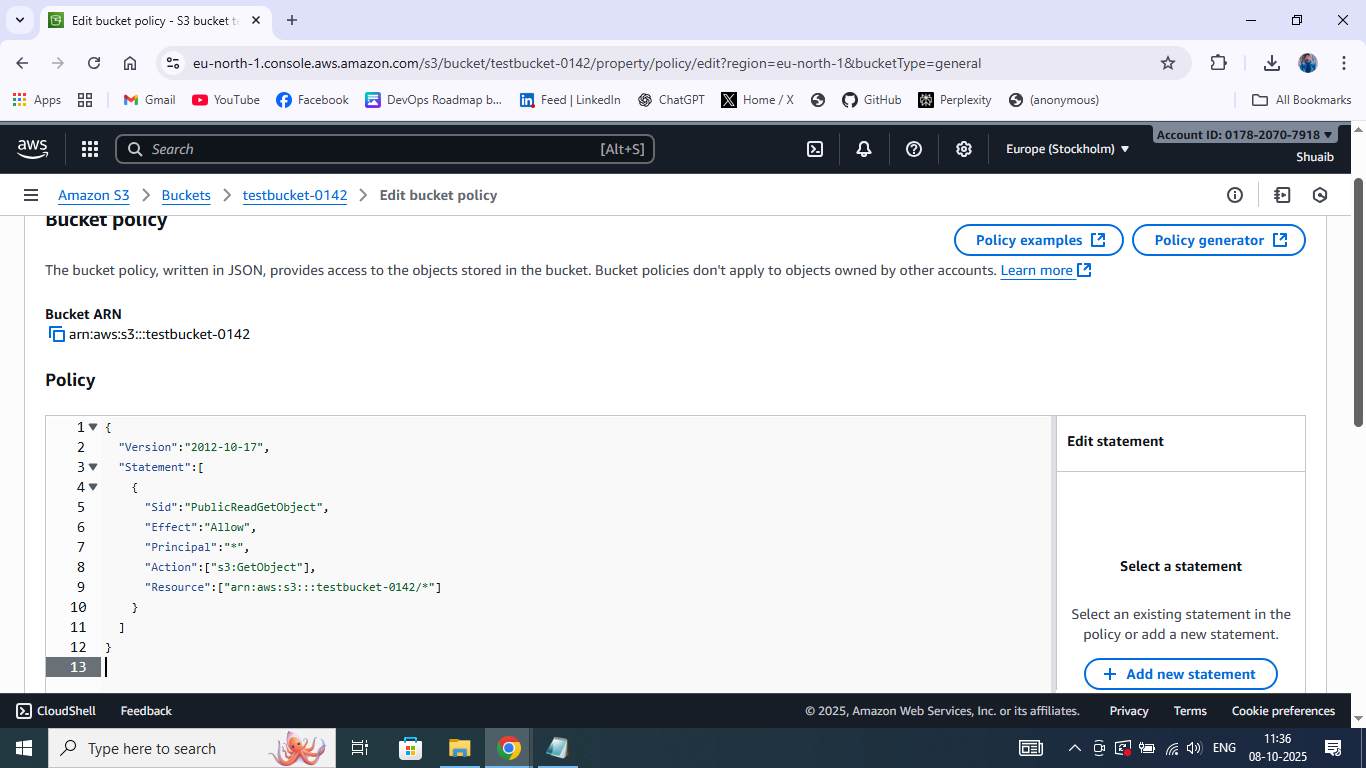 Edit bucket policy - S3 bucket t
eu-north-1.console.aws.amazon.com/s3/bucket/testbucket-0142/property/policy/edit?region=eu-north-1&bucketType=general
Apps Gmail YouTube Facebook DevOps Roadmap b... Feed | LinkedIn ChatGPT Home / X GitHub Perplexity (anonymous) All Bookmarks
aws Search [Alt+S] Europe (Stockholm) Account ID: 0178-2070-7918
Shuaib
Amazon S3 Buckets testbucket-0142 Edit bucket policy
Bucket policy
Policy examples Policy generator
The bucket policy, written in JSON, provides access to the objects stored in the bucket. Bucket policies don't apply to objects owned by other accounts. Learn more
Bucket ARN
arn:aws:s3:::testbucket-0142
Policy
1 {
2 "Version":"2012-10-17",
3 "Statement":[
4 {
5 "Sid":"PublicReadGetObject",
6 "Effect":"Allow",
7 "Principal":"*",
8 "Action":["s3:GetObject"],
9 "Resource":["arn:aws:s3:::testbucket-0142/*"]
10 }
11 ]
12 }
13
Edit statement
Select a statement
Select an existing statement in the
policy or add a new statement.
+ Add new statement
CloudShell Feedback © 2025, Amazon Web Services, Inc. or its affiliates. Privacy Terms Cookie preferences
Type here to search ENG 11:36
08-10-2025